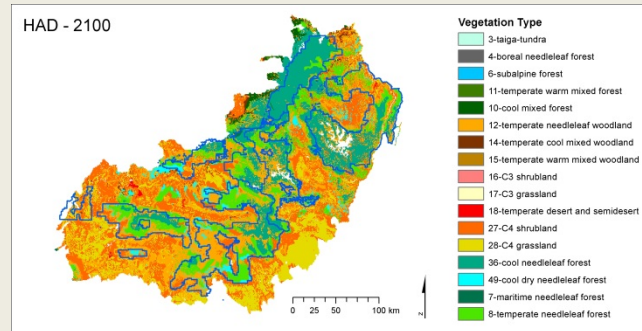 HAD - 2100
Vegetation Type
3-taiga-tundra
4-boreal needleleaf forest
6-subalpine forest
11-temperate warm mixed forest
10-cool mixed forest
12-temperate needleleaf woodland
14-temperate cool mixed woodland
15-temperate warm mixed woodland
16-C3 shrubland
17-C3 grassland
18-temperate desert and semidesert
27-C4 shrubland
28-C4 grassland
36-cool needleleaf forest
49-cool dry needleleaf forest
7-maritime needleleaf forest
8-temperate needleleaf forest
0 50 100 km
z